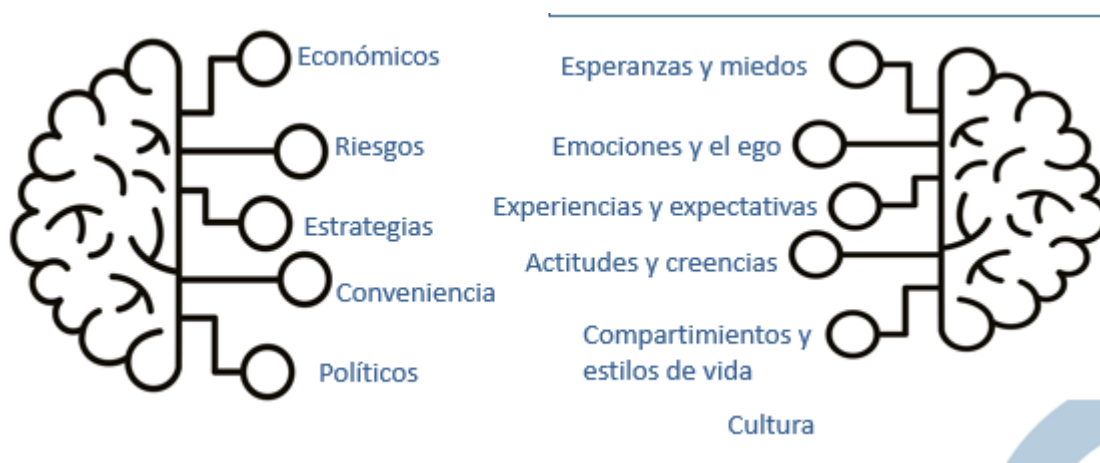 Económicos
Riesgos
Estrategias
Conveniencia
Políticos
Esperanzas y miedos
Emociones y el ego
Experiencias y expectativas
Actitudes y creencias
Compartimientos y
estilos de vida
Cultura